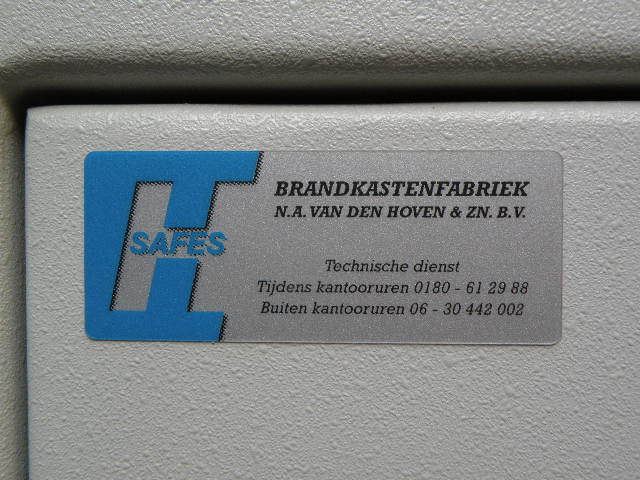 H SAFES
BRANDKASTENFABRIEK
N.A. VAN DEN HOVEN & ZN. B.V.
Technische dienst
Tijdens kantooruren 0180 - 61 29 88
Buiten kantooruren 06 - 30 442 002